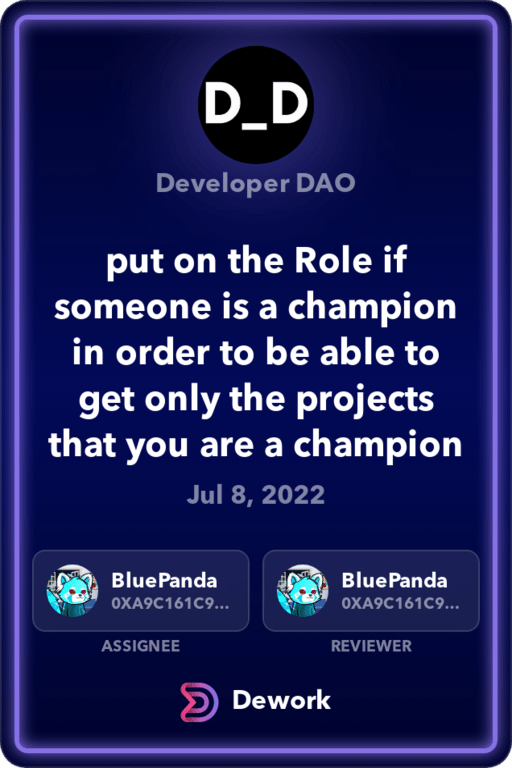 D_D
Developer DAO
put on the Role if
someone is a champion
in order to be able to
get only the projects
that you are a champion
Jul 8, 2022
BluePanda
0XA9C161C9...
ASSIGNEE
BluePanda
0XA9C161C9...
REVIEWER
Dework